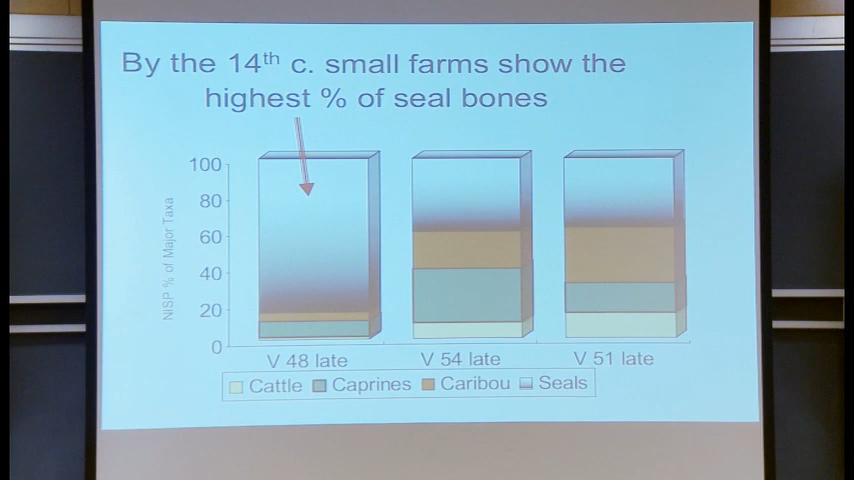 By the 14th c. small farms show the
highest % of seal bones
NISP % of Major Taxa
100
80
60
40
20
0
V 48 late
V 54 late
V 51 late
Cattle Caprines Caribou Seals